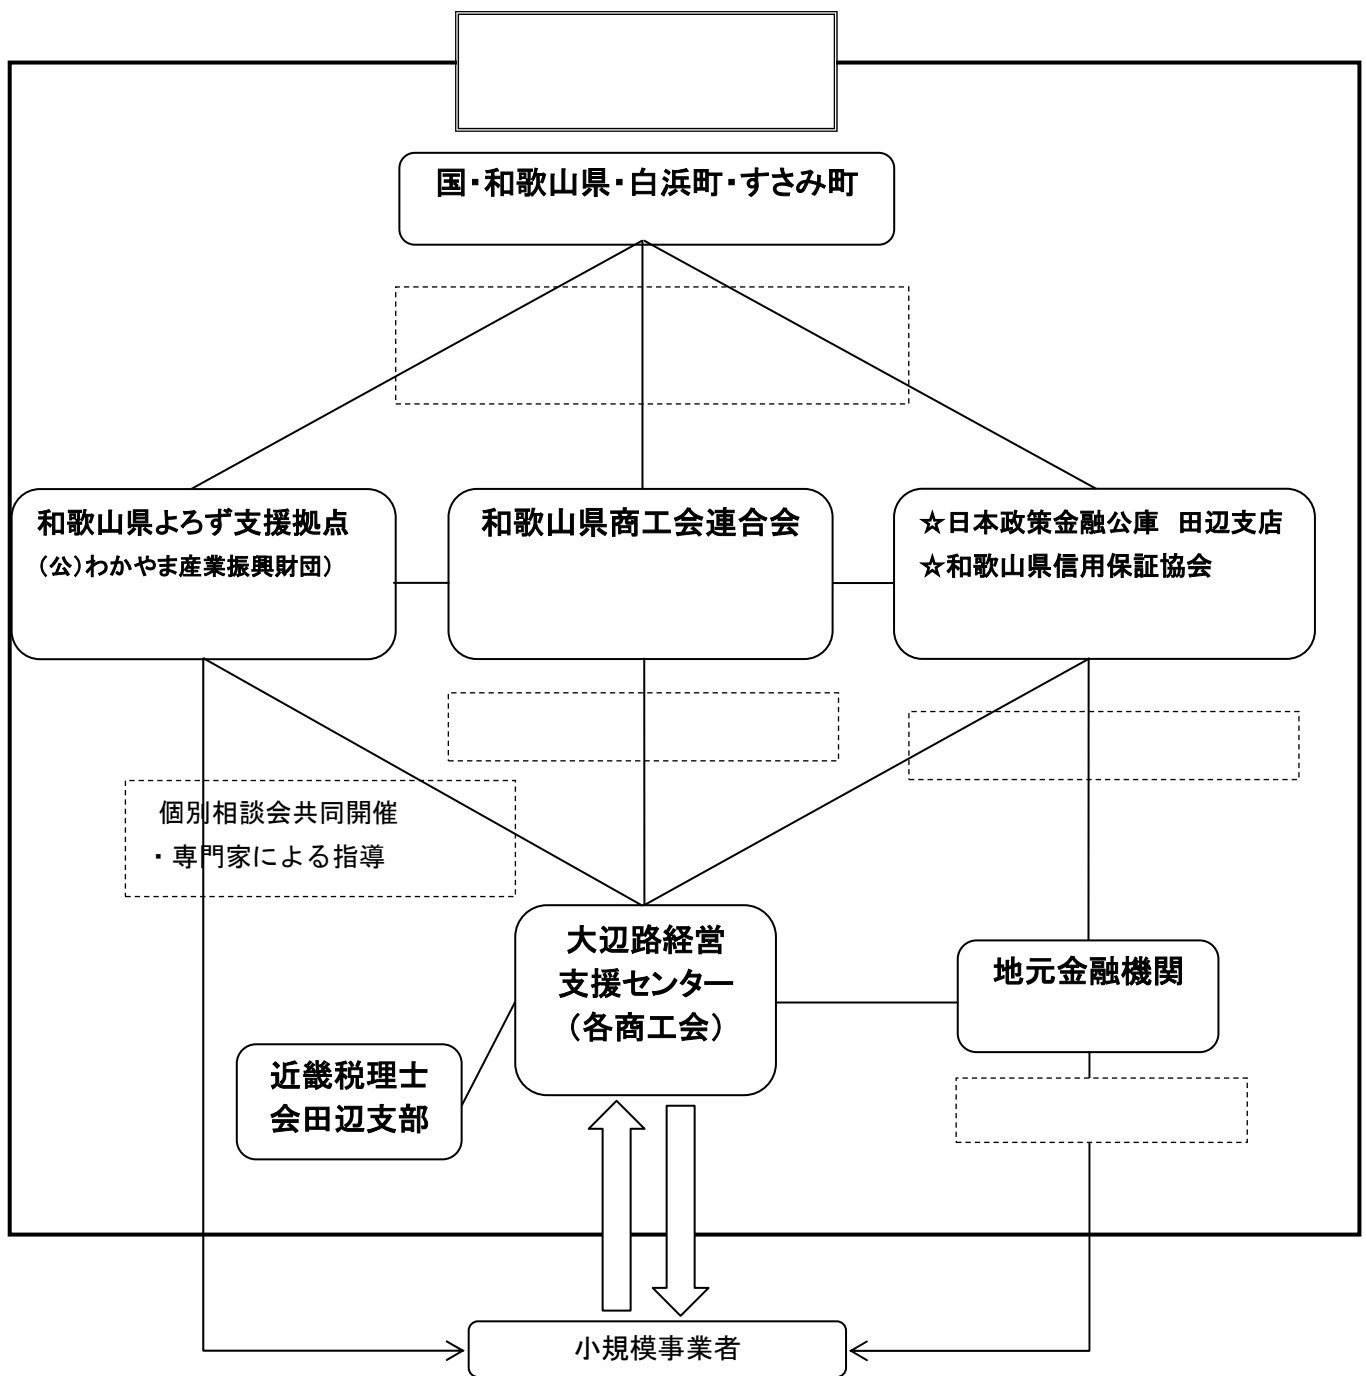 国・和歌山県・白浜町・すさみ町
和歌山県よろず支援拠点
（公）わかやま産業振興財団）
和歌山県商工会連合会
☆日本政策金融公庫　田辺支店
☆和歌山県信用保証協会
個別相談会共同開催
・専門家による指導
大辺路経営
支援センター
（各商工会）
地元金融機関
近畿税理士
会田辺支部
小規模事業者